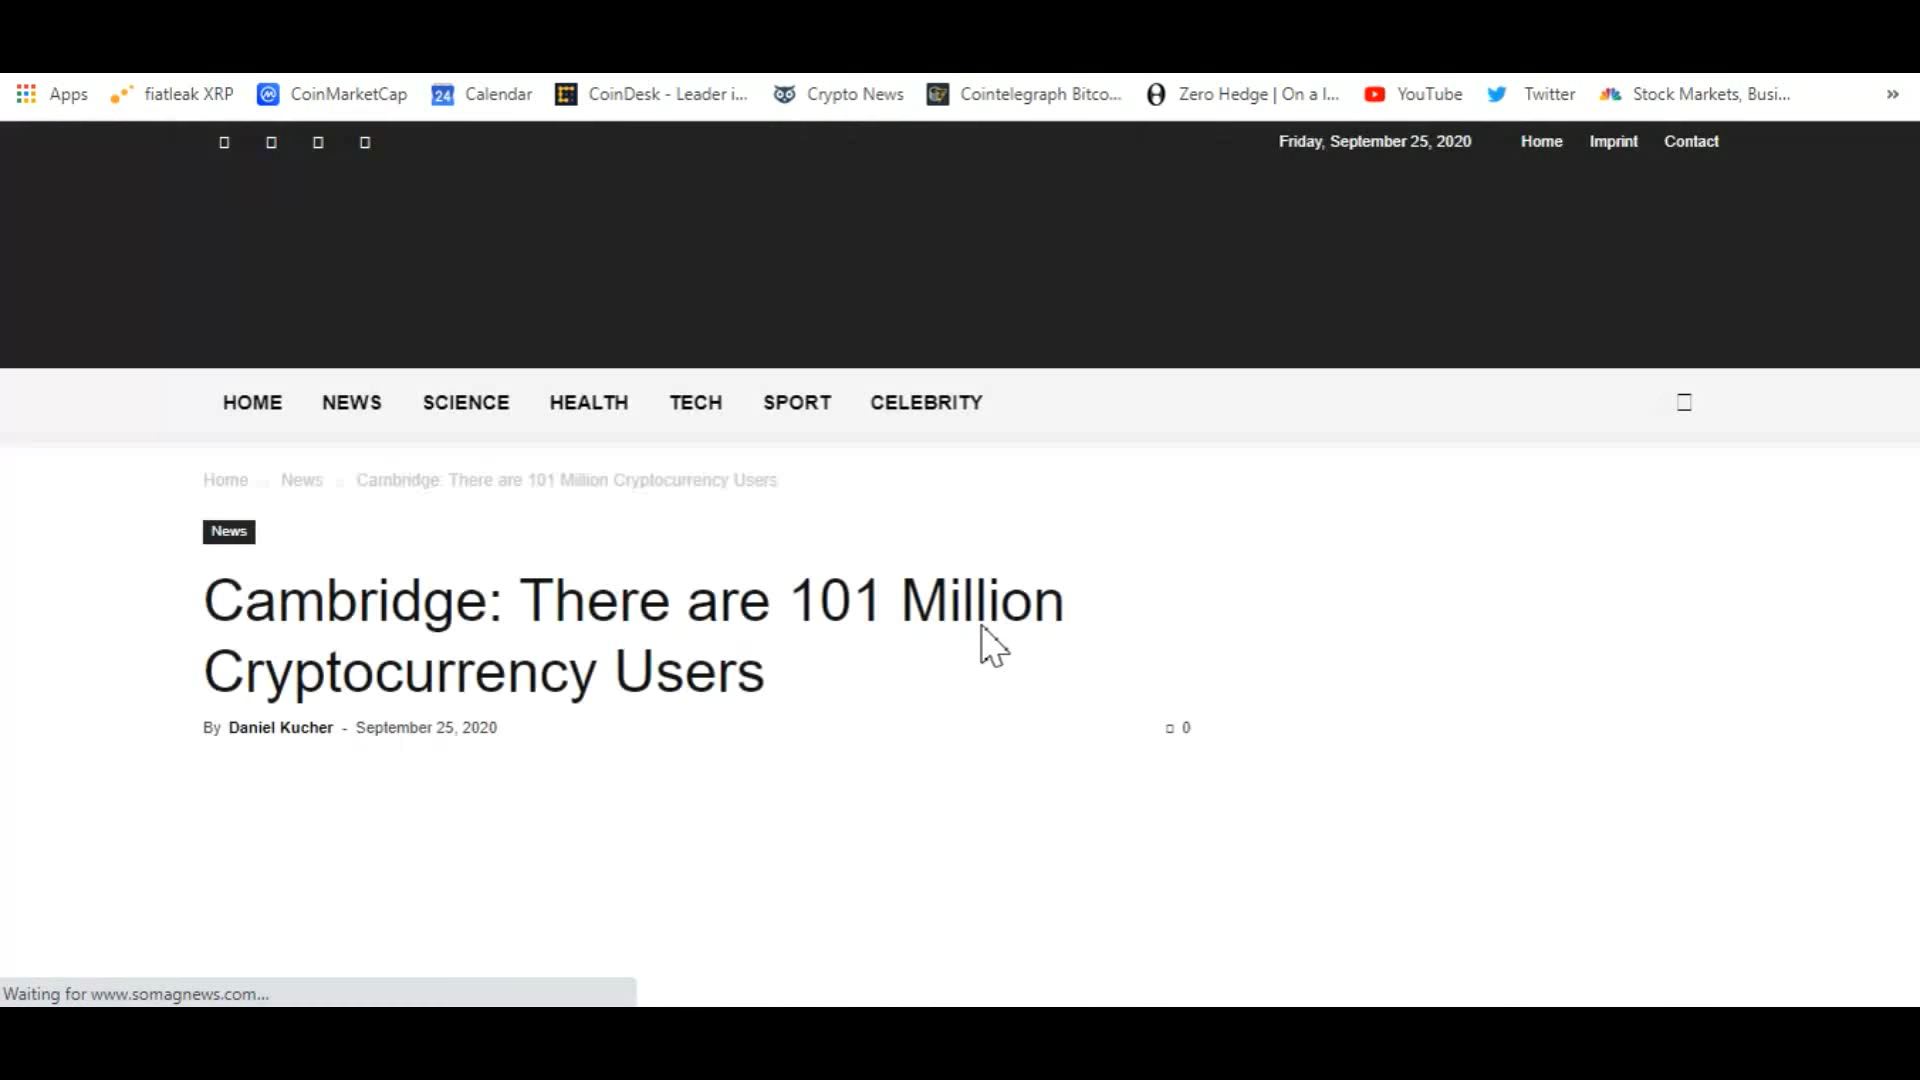 Apps fiatleak XRP CoinMarketCap 24 Calendar CoinDesk - Leader i... Crypto News Cointelegraph Bitco... Zero Hedge | On a l... YouTube Twitter Stock Markets, Busi... »
Friday, September 25, 2020 Home Imprint Contact
HOME NEWS SCIENCE HEALTH TECH SPORT CELEBRITY
Home News Cambridge: There are 101 Million Cryptocurrency Users
News
Cambridge: There are 101 Million
Cryptocurrency Users
By Daniel Kucher - September 25, 2020 0
Waiting for www.somagnews.com...